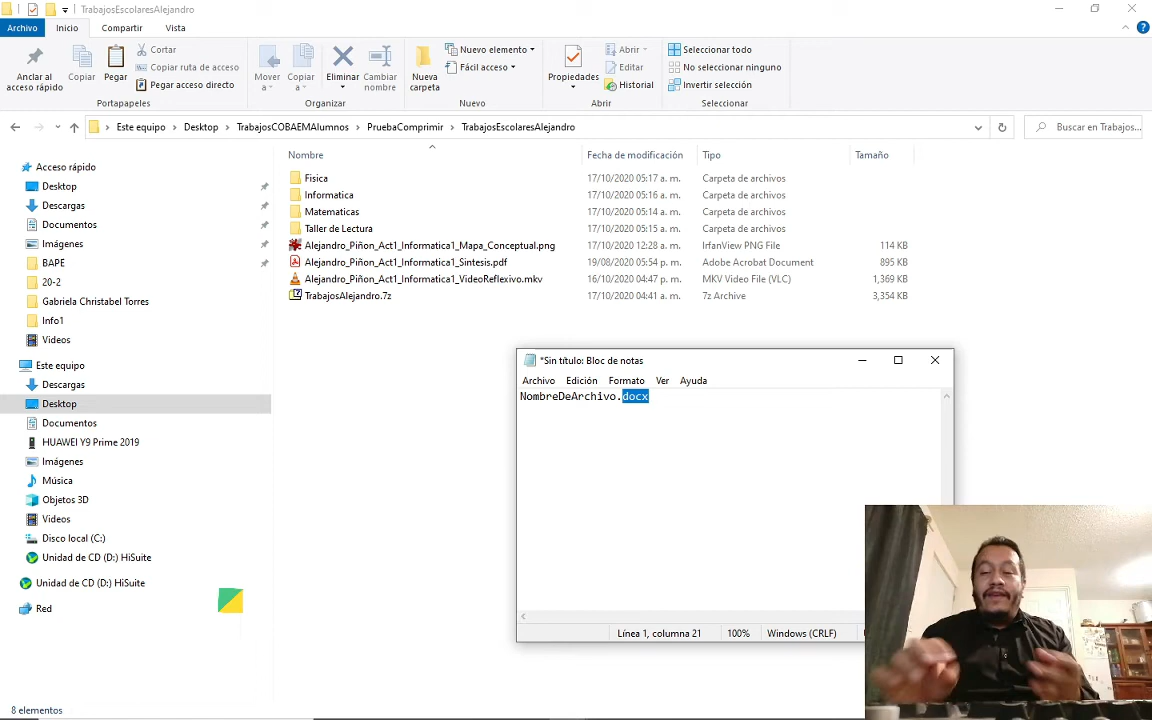 TrabajosEscolaresAlejandro
Archivo Inicio Compartir Vista
Anclar al acceso rápido
Copiar
Pegar
Cortar
Copiar ruta de acceso
Pegar acceso directo
Portapapeles
Mover a
Copiar a
Eliminar
Cambiar nombre
Organizar
Nueva carpeta
Nuevo elemento
Fácil acceso
Nuevo
Propiedades
Abrir
Editar
Historial
Abrir
Seleccionar todo
No seleccionar ninguno
Invertir selección
Seleccionar
Este equipo > Desktop > TrabajosCOBAEMAlumnos > PruebaComprimir > TrabajosEscolaresAlejandro
Buscar en Trabajos...
Acceso rápido
Desktop
Descargas
Documentos
Imágenes
BAPE
20-2
Gabriela Christabel Torres
Info1
Videos
Este equipo
Descargas
Desktop
Documentos
HUAWEI Y9 Prime 2019
Imágenes
Música
Objetos 3D
Videos
Disco local (C:)
Unidad de CD (D:) HiSuite
Unidad de CD (D:) HiSuite
Red
Nombre Fecha de modificación Tipo Tamaño
Fisica 17/10/2020 05:17 a. m. Carpeta de archivos
Informatica 17/10/2020 05:16 a. m. Carpeta de archivos
Matematicas 17/10/2020 05:14 a. m. Carpeta de archivos
Taller de Lectura 17/10/2020 05:15 a. m. Carpeta de archivos
Alejandro_Piñon_Act1_Informatica1_Mapa_Conceptual.png 17/10/2020 12:28 a. m. IrfanView PNG File 114 KB
Alejandro_Piñon_Act1_Informatica1_Sintesis.pdf 19/08/2020 05:54 p. m. Adobe Acrobat Document 895 KB
Alejandro_Piñon_Act1_Informatica1_VideoReflexivo.mkv 16/10/2020 04:47 p. m. MKV Video File (VLC) 1,369 KB
TrabajosAlejandro.7z 17/10/2020 04:41 a. m. 7z Archive 3,354 KB
*Sin título: Bloc de notas
Archivo Edición Formato Ver Ayuda
NombreDeArchivo.docx
Línea 1, columna 21 100% Windows (CRLF)
8 elementos